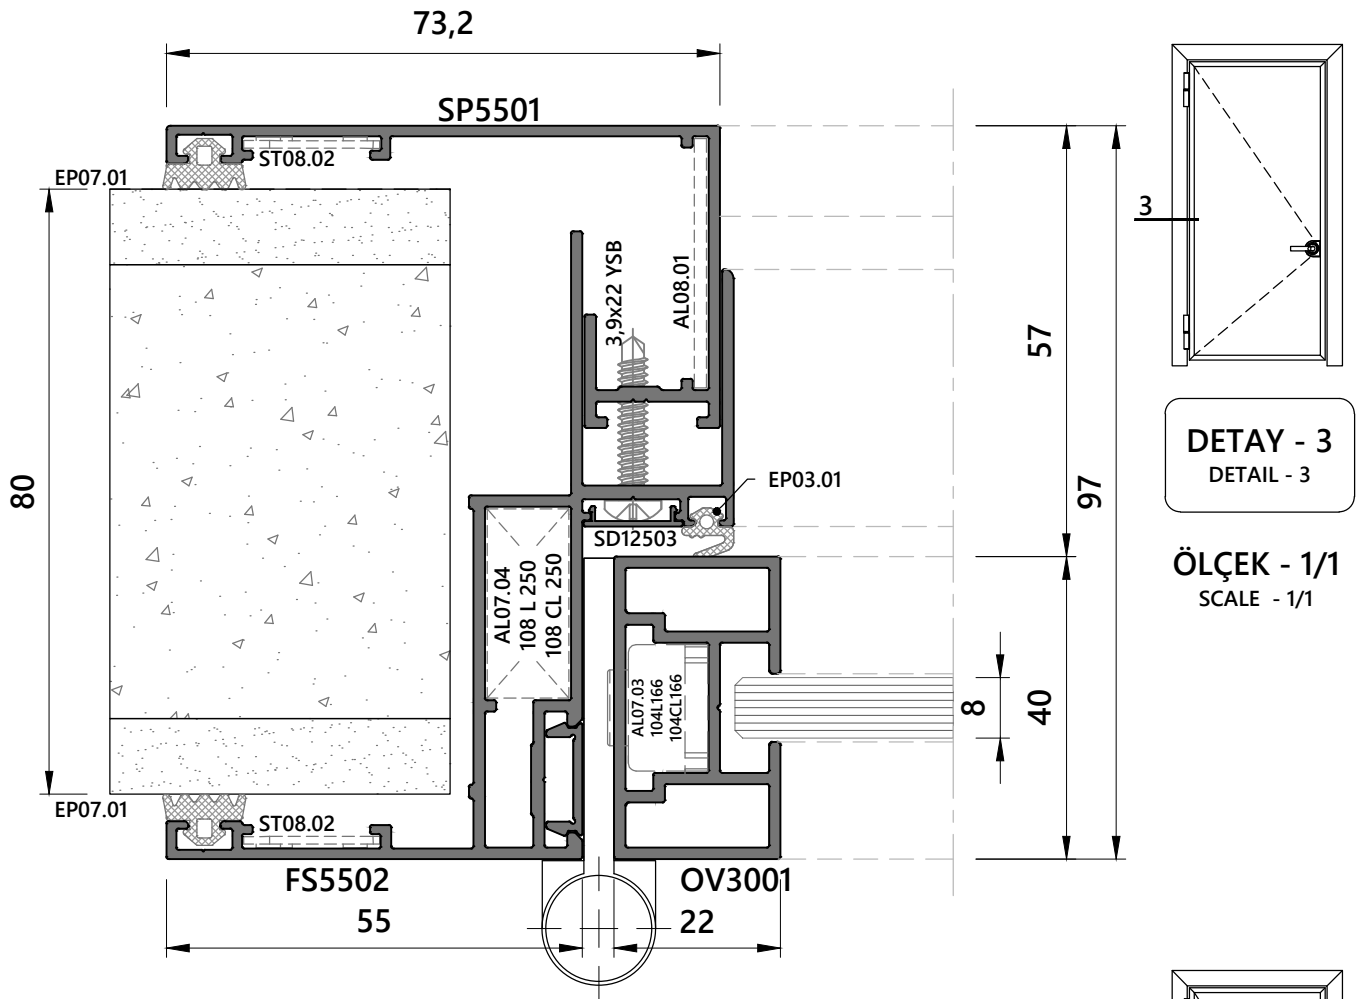 73,2
SP5501
ST08.02
EP07.01
3,9x22 YSB
AL08.01
3
57
97
80
DETAY - 3
DETAIL - 3
EP03.01
SD12503
ÖLÇEK - 1/1
SCALE - 1/1
AL07.04
108 L 250
108 CL 250
AL07.03
104L166
104CL166
8
40
EP07.01
ST08.02
FS5502
OV3001
55
22